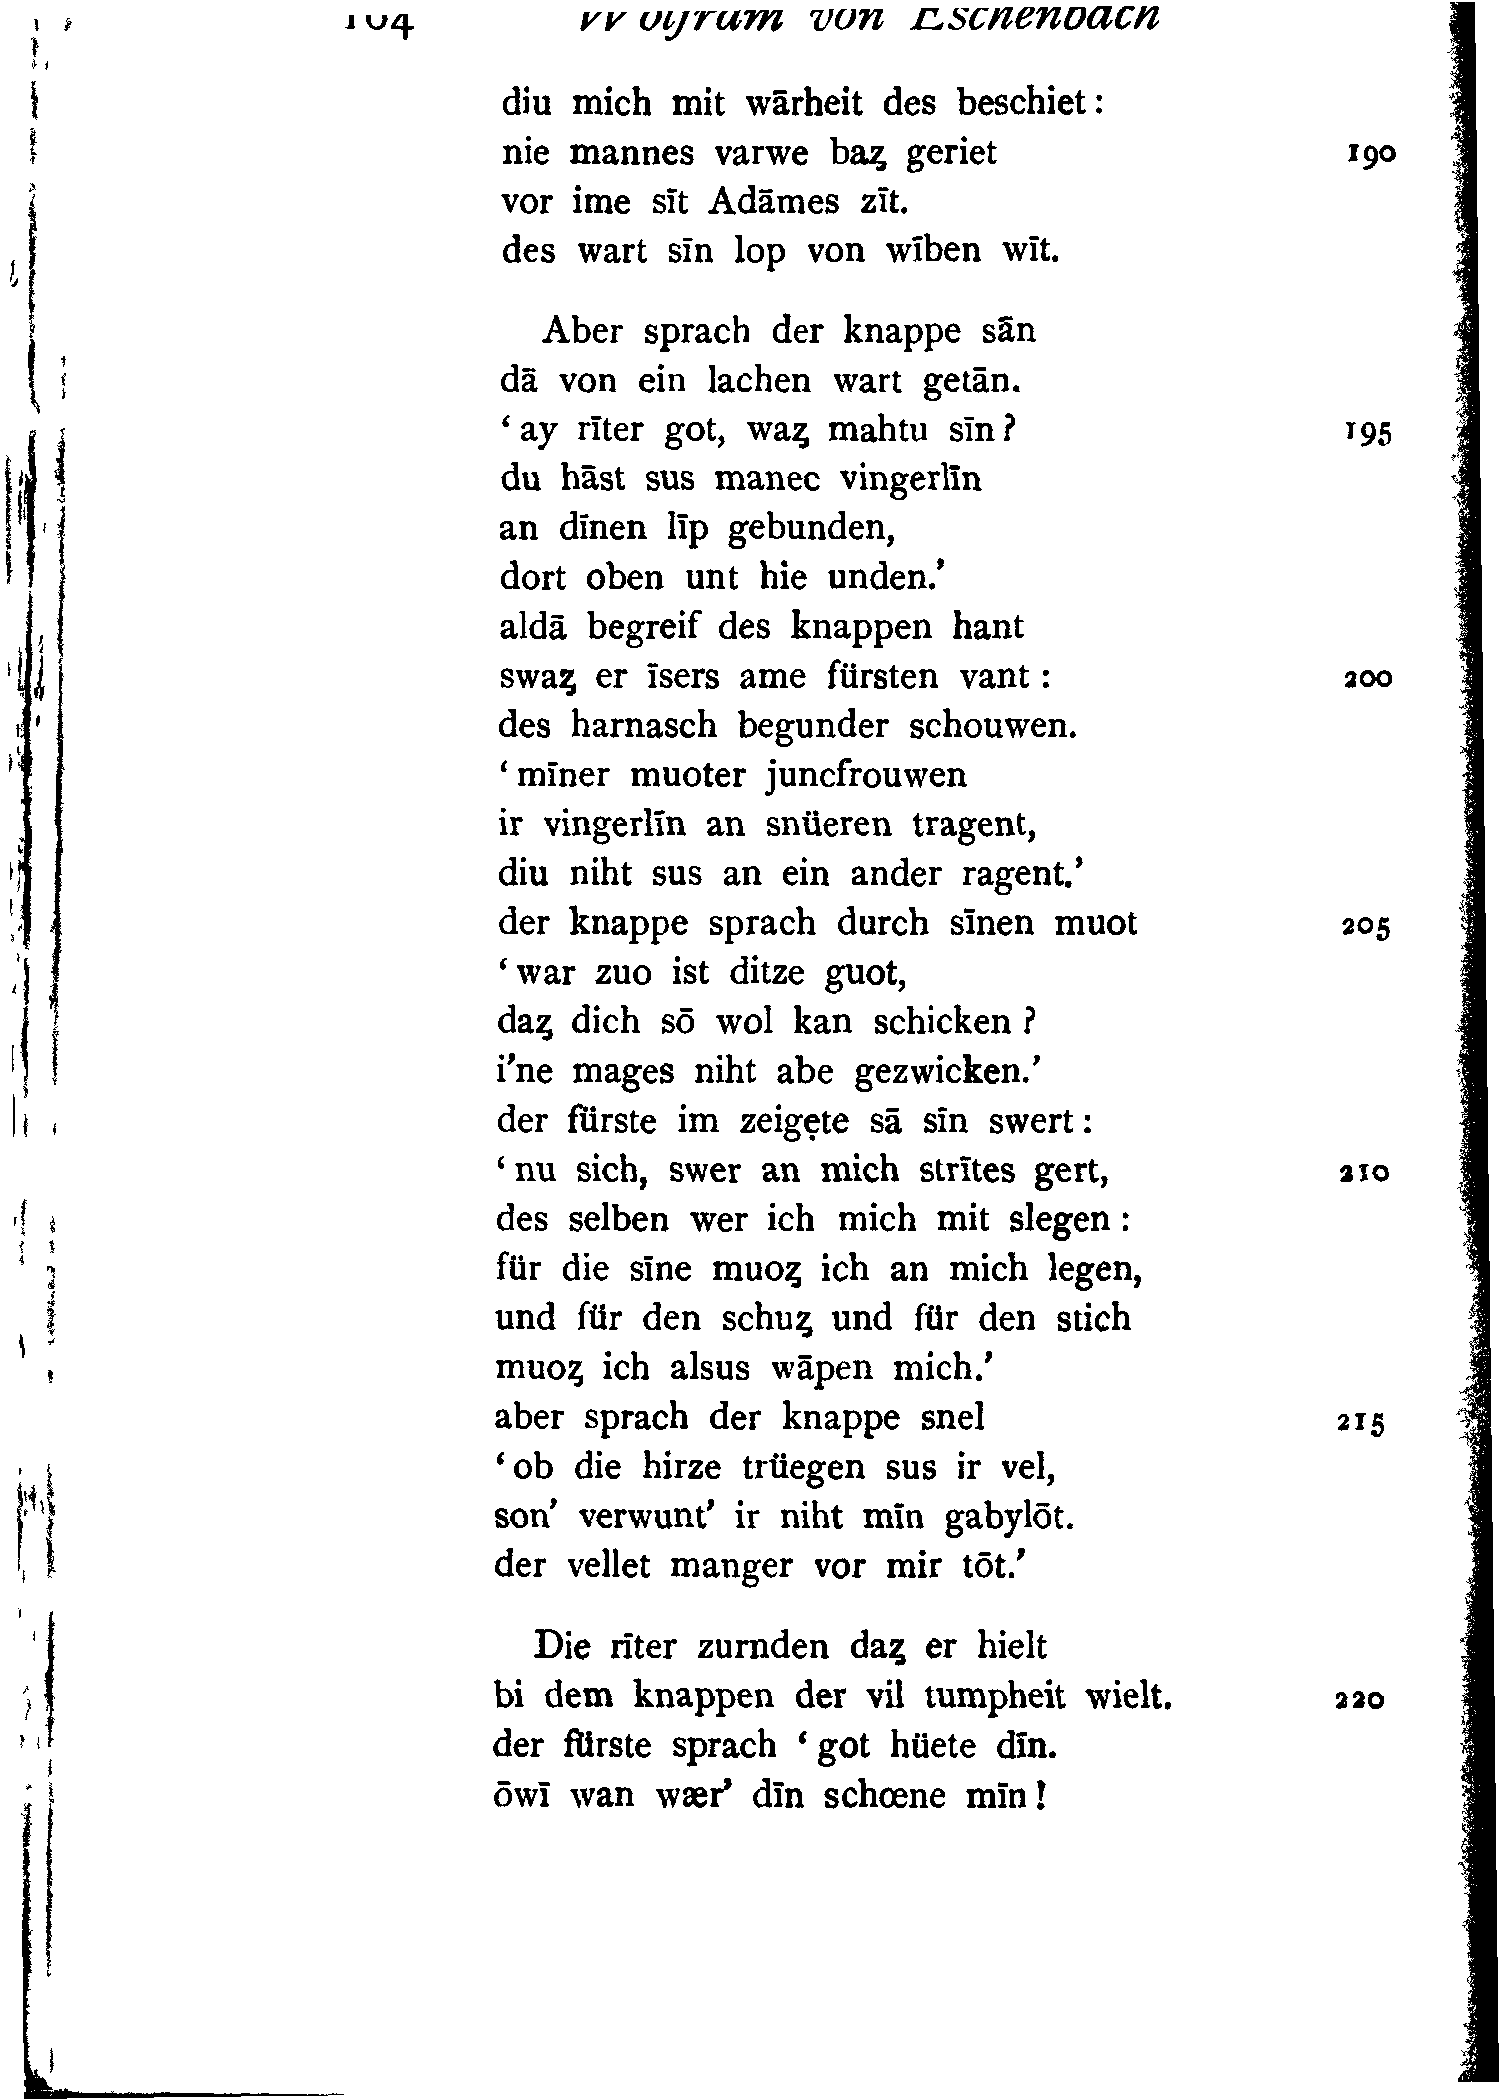 164 Wolfram von Eschenbach
diu mich mit wārheit des beschiet:
nie mannes varwe baȥ geriet 190
vor ime sīt Adāmes zīt.
des wart sīn lop von wīben wīt.
Aber sprach der knappe sān
dā von ein lachen wart getān.
‘ay rīter got, waȥ mahtu sīn? 195
du hāst sus manec vingerlīn
an dīnen līp gebunden,
dort oben unt hie unden.’
aldā begreif des knappen hant
swaȥ er īsers ame fürsten vant: 200
des harnasch begunder schouwen.
‘mīner muoter juncfrouwen
ir vingerlīn an snüeren tragent,
diu niht sus an ein ander ragent.’
der knappe sprach durch sīnen muot 205
‘war zuo ist ditze guot,
daȥ dich sō wol kan schicken?
i’ne mages niht abe gezwicken.’
der fürste im zeigẹte sā sīn swert:
‘nu sich, swer an mich strītes gert, 210
des selben wer ich mich mit slegen:
für die sīne muoȥ ich an mich legen,
und für den schuȥ und für den stich
muoȥ ich alsus wāpen mich.’
aber sprach der knappe snel 215
‘ob die hirze trüegen sus ir vel,
son’ verwunt’ ir niht mīn gabylōt.
der vellet manger vor mir tōt.’
Die rīter zurnden daȥ er hielt
bi dem knappen der vil tumpheit wielt. 220
der fürste sprach ‘got hüete dīn.
ōwī wan wær’ dīn schœne mīn!